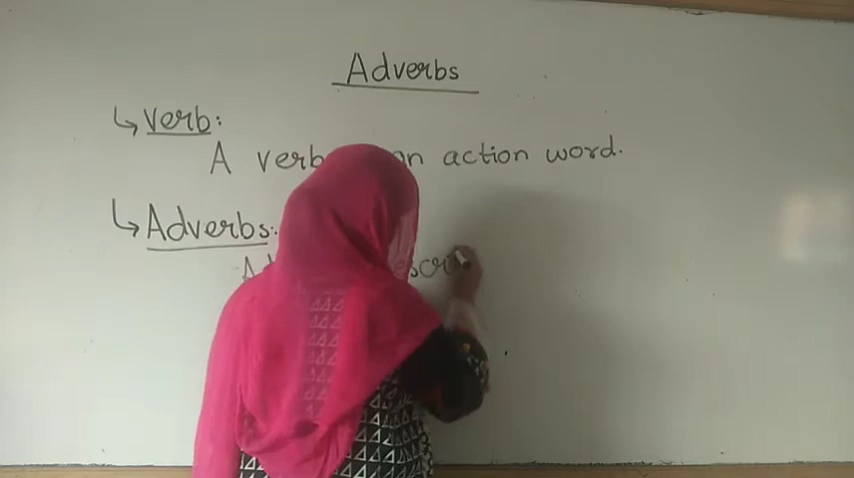 Adverbs
↳ verb:
A verb an action word.
↳ Adverbs: